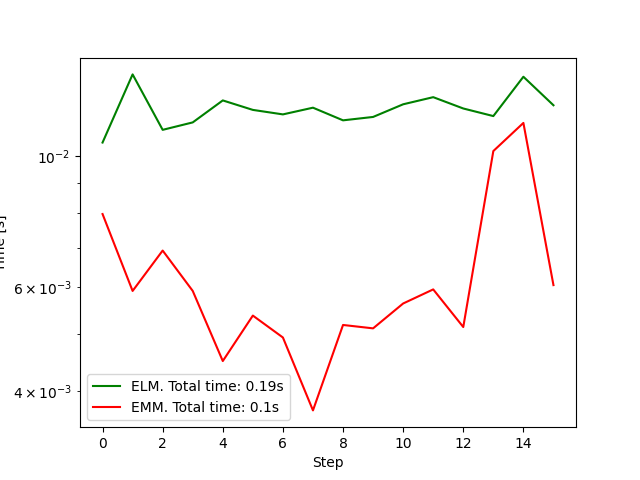 10⁻²
6 × 10⁻³
4 × 10⁻³
ELM. Total time: 0.19s
EMM. Total time: 0.1s
0 2 4 6 8 10 12 14
Step